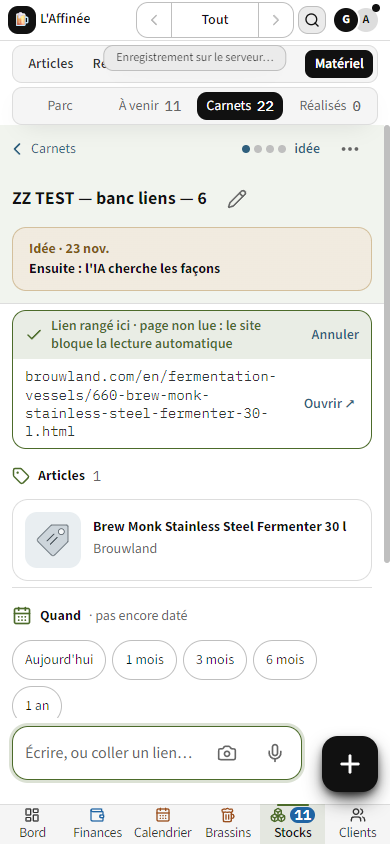 L'Affinée
Tout
G
A
Articles
Enregistrement sur le serveur…
Matériel
Parc
À venir 11
Carnets 22
Réalisés 0
Carnets
idée
ZZ TEST — banc liens — 6
Idée · 23 nov.
Ensuite : l'IA cherche les façons
Lien rangé ici · page non lue : le site
bloque la lecture automatique
Annuler
brouwland.com/en/fermentation-
vessels/660-brew-monk-
stainless-steel-fermenter-30-
l.html
Ouvrir ↗
Articles 1
Brew Monk Stainless Steel Fermenter 30 l
Brouwland
Quand · pas encore daté
Aujourd'hui
1 mois
3 mois
6 mois
1 an
Écrire, ou coller un lien…
Bord
Finances
Calendrier
Brassins
11
Stocks
Clients